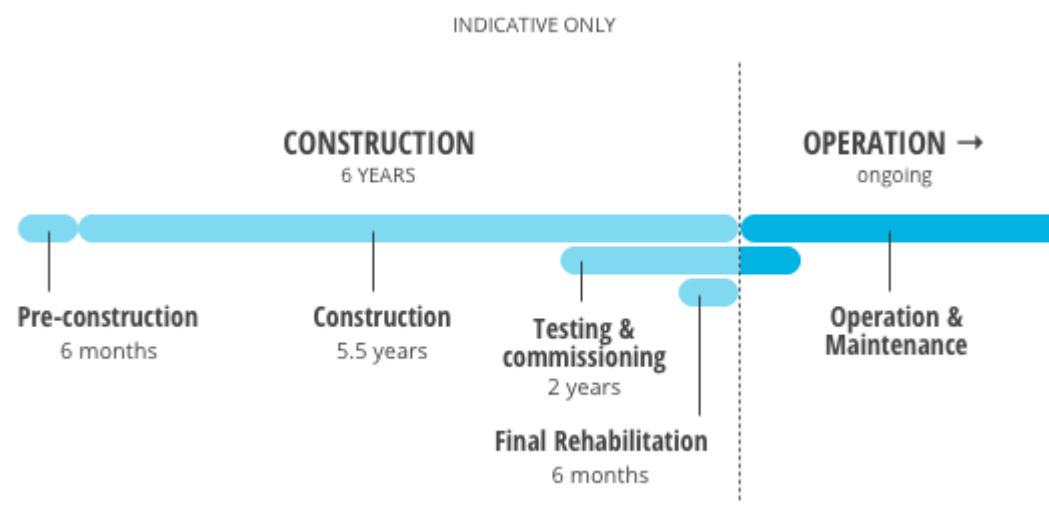 INDICATIVE ONLY
CONSTRUCTION
6 YEARS
OPERATION →
ongoing
Pre-construction
6 months
Construction
5.5 years
Testing &
commissioning
2 years
Final Rehabilitation
6 months
Operation &
Maintenance